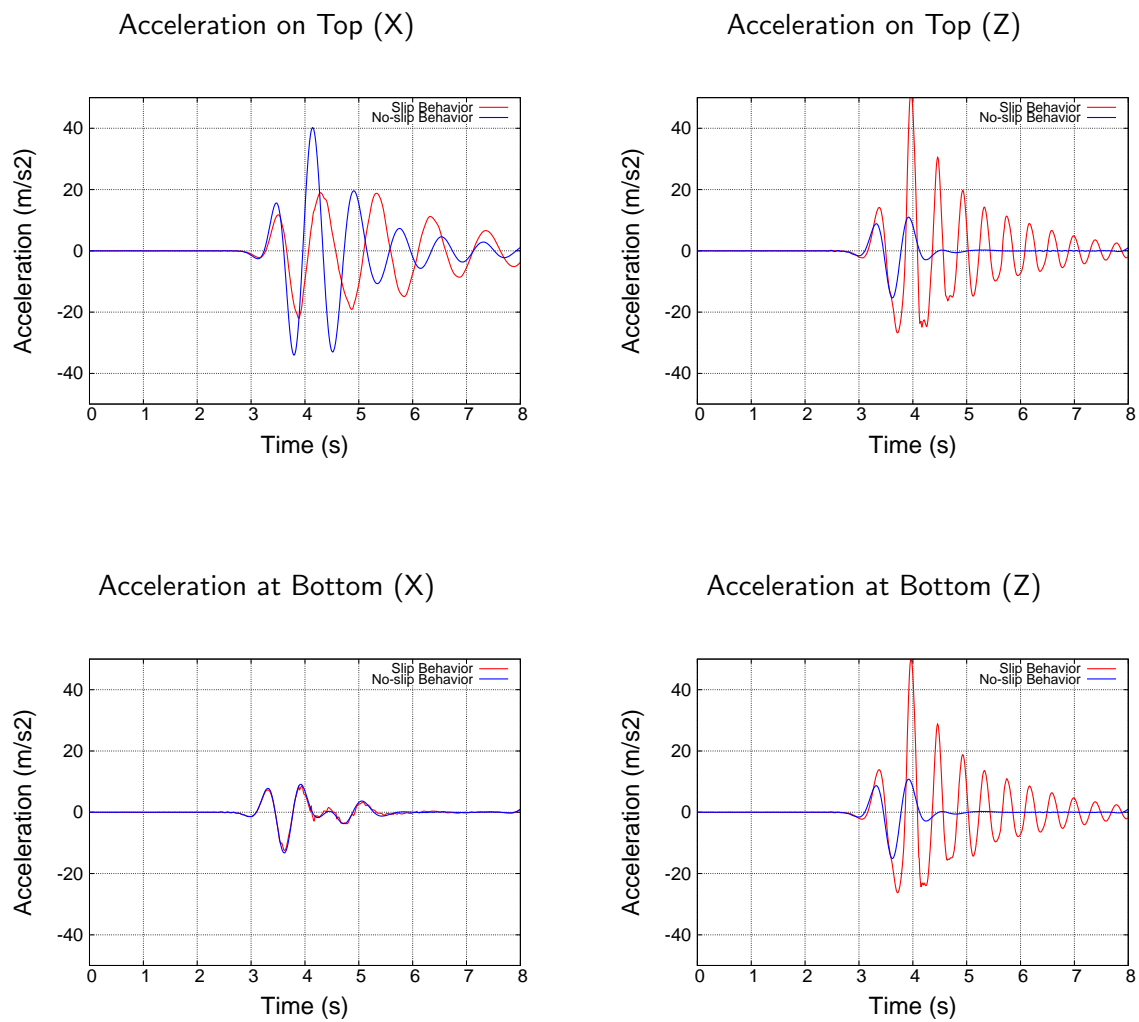 Acceleration on Top (X)
Slip Behavior
No-slip Behavior
40
20
0
-20
-40
Acceleration (m/s2)
0 1 2 3 4 5 6 7 8
Time (s)
Acceleration on Top (Z)
Slip Behavior
No-slip Behavior
40
20
0
-20
-40
Acceleration (m/s2)
0 1 2 3 4 5 6 7 8
Time (s)
Acceleration at Bottom (X)
Slip Behavior
No-slip Behavior
40
20
0
-20
-40
Acceleration (m/s2)
0 1 2 3 4 5 6 7 8
Time (s)
Acceleration at Bottom (Z)
Slip Behavior
No-slip Behavior
40
20
0
-20
-40
Acceleration (m/s2)
0 1 2 3 4 5 6 7 8
Time (s)